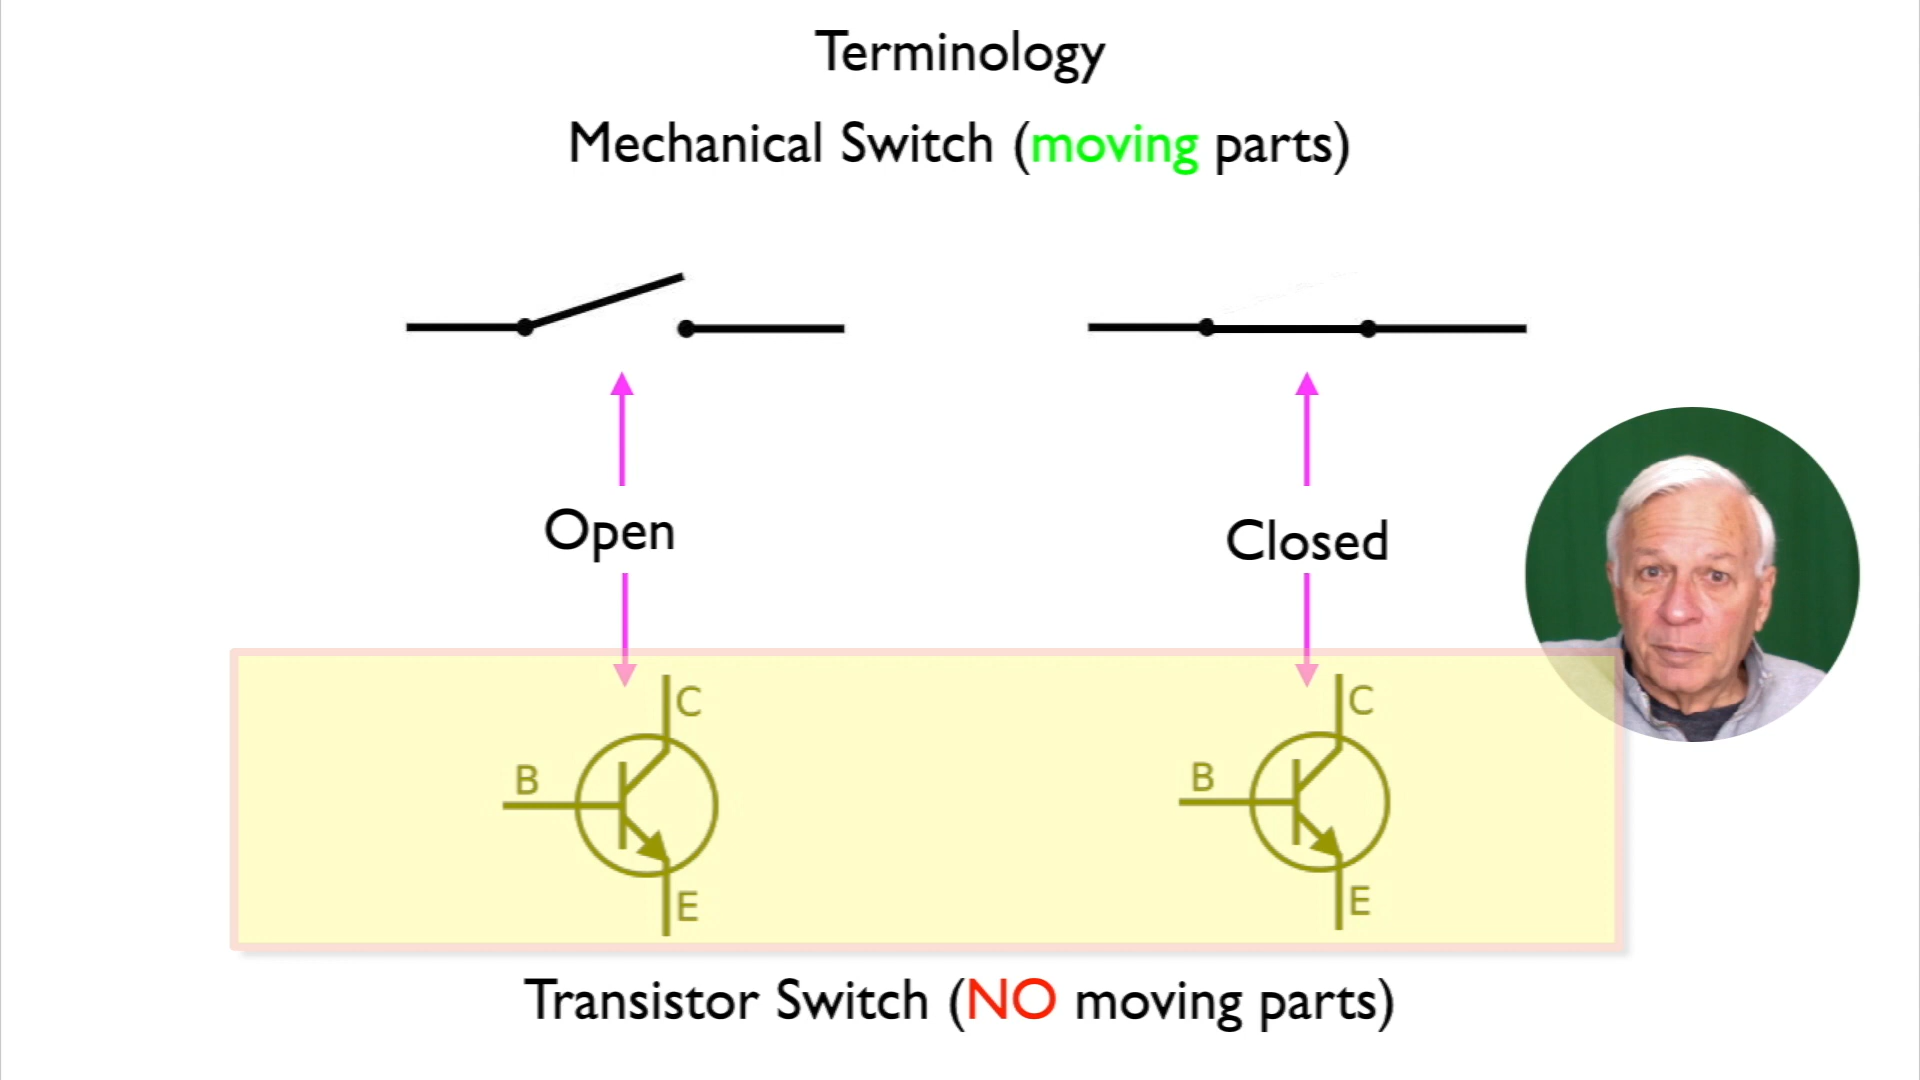 Terminology
Mechanical Switch (moving parts)
Open
Closed
C
C
B
B
E
E
Transistor Switch (NO moving parts)